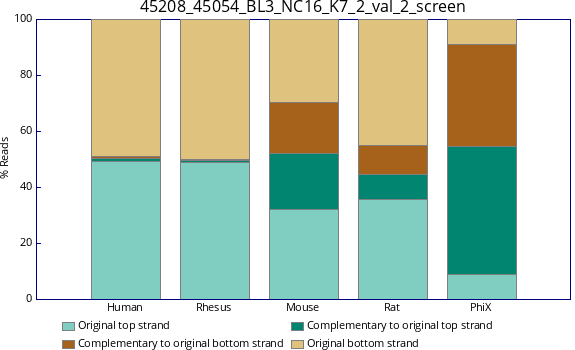 45208_45054_BL3_NC16_K7_2_val_2_screen
100
80
60
40
20
0
% Reads
Human Rhesus Mouse Rat PhiX
Original top strand Complementary to original top strand
Complementary to original bottom strand Original bottom strand